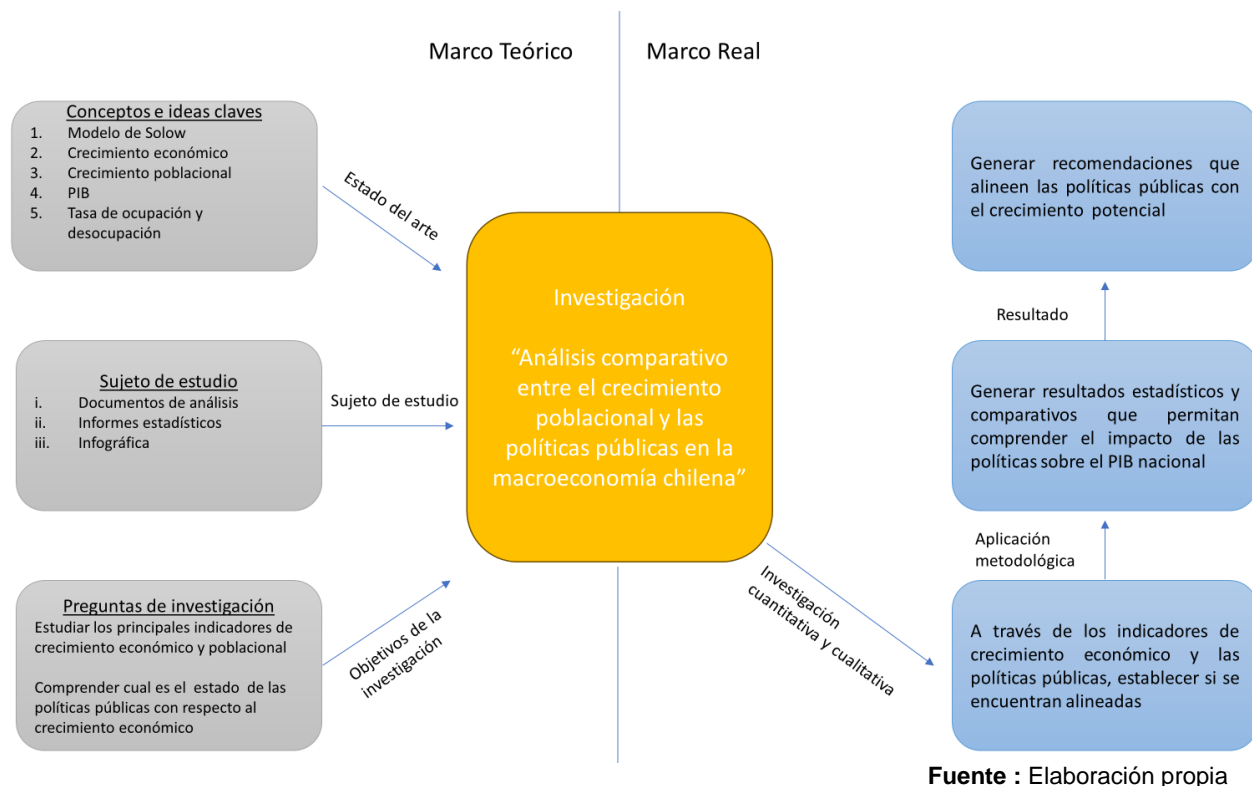 Marco Teórico
Marco Real
Conceptos e ideas claves
1. Modelo de Solow
2. Crecimiento económico
3. Crecimiento poblacional
4. PIB
5. Tasa de ocupación y
desocupación
Estado del arte
Sujeto de estudio
i. Documentos de análisis
ii. Informes estadísticos
iii. Infográfica
Sujeto de estudio
Preguntas de investigación
Estudiar los principales indicadores de
crecimiento económico y poblacional
Comprender cual es el estado de las
políticas públicas con respecto al
crecimiento económico
Objetivos de la
investigación
Investigación
“Análisis comparativo
entre el crecimiento
poblacional y las
políticas públicas en la
macroeconomía chilena”
Investigación
cuantitativa y cualitativa
Generar recomendaciones que
alineen las políticas públicas con
el crecimiento potencial
Resultado
Generar resultados estadísticos y
comparativos que permitan
comprender el impacto de las
políticas sobre el PIB nacional
Aplicación
metodológica
A través de los indicadores de
crecimiento económico y las
políticas públicas, establecer si se
encuentran alineadas
Fuente : Elaboración propia